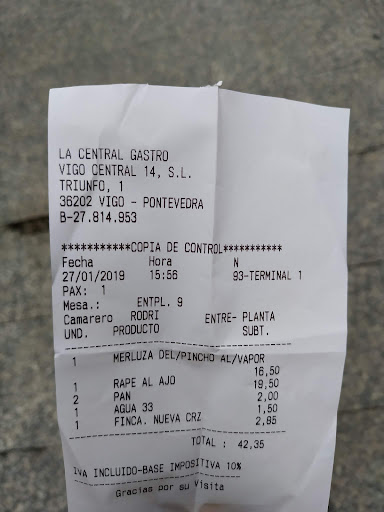 LA CENTRAL GASTRO
VIGO CENTRAL 14, S.L.
TRIUNFO, 1
36202 VIGO - PONTEVEDRA
B-27.814.953
***********COPIA DE CONTROL***********
Fecha Hora N
27/01/2019 15:56 93-TERMINAL 1
PAX: 1
Mesa.: ENTPL. 9
Camarero RODRI ENTRE- PLANTA
UND. PRODUCTO SUBT.
1 MERLUZA DEL/PINCHO AL/VAPOR
16,50
1 RAPE AL AJO 19,50
2 PAN 2,00
1 AGUA 33 1,50
1 FINCA. NUEVA CRZ 2,85
TOTAL : 42,35
IVA INCLUIDO-BASE IMPOSITIVA 10%
Gracias por su Visita